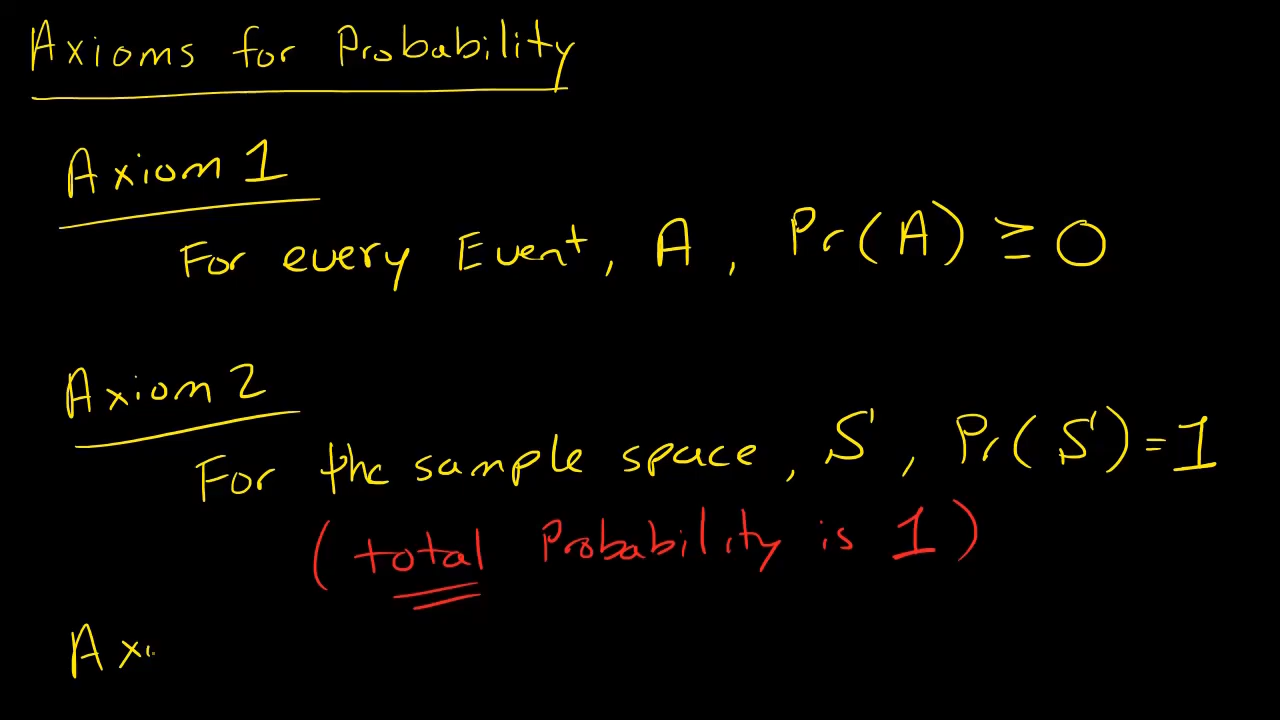 Axioms for Probability
Axiom 1
For every Event, A, Pr(A) ≥ 0
Axiom 2
For the sample space, S, Pr(S) = 1
(total Probability is 1)
Axi